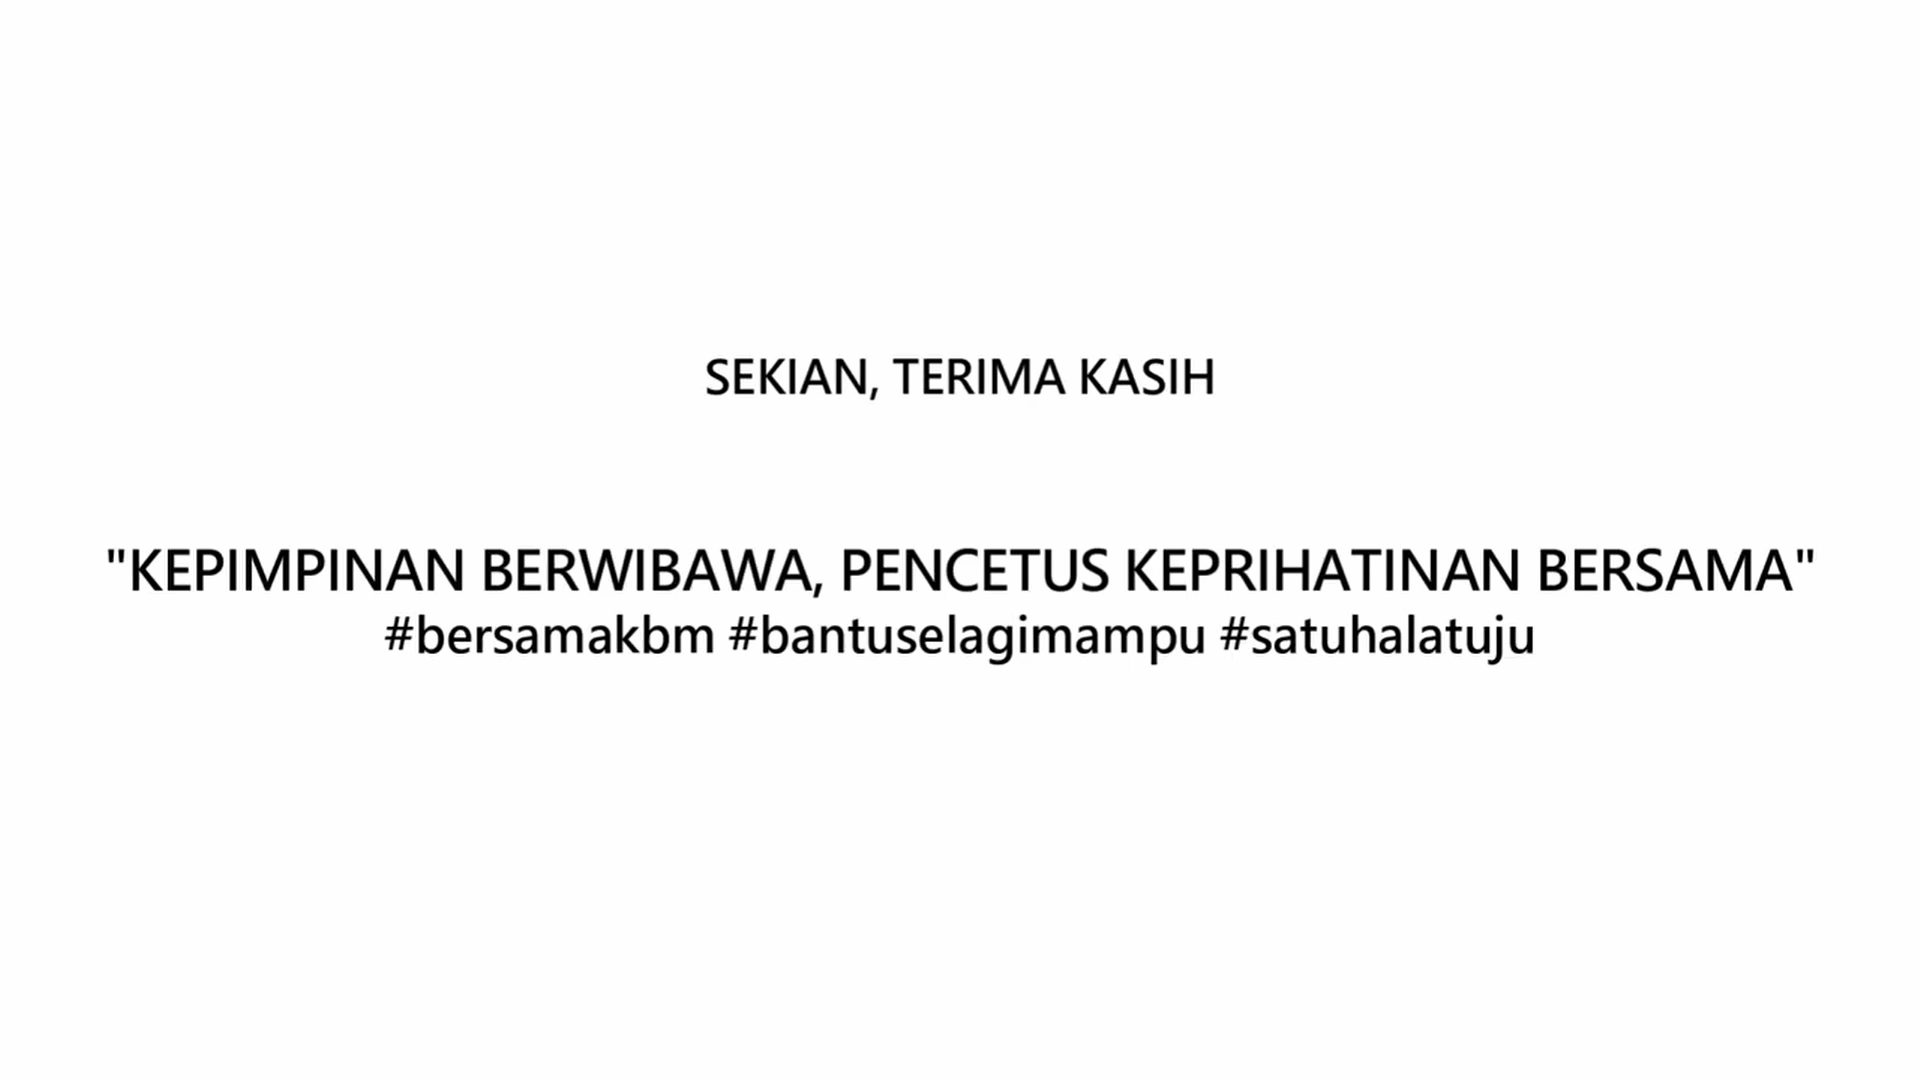 SEKIAN, TERIMA KASIH
"KEPIMPINAN BERWIBAWA, PENCETUS KEPRIHATINAN BERSAMA"
#bersamakbm #bantuselagimampu #satuhalatuju